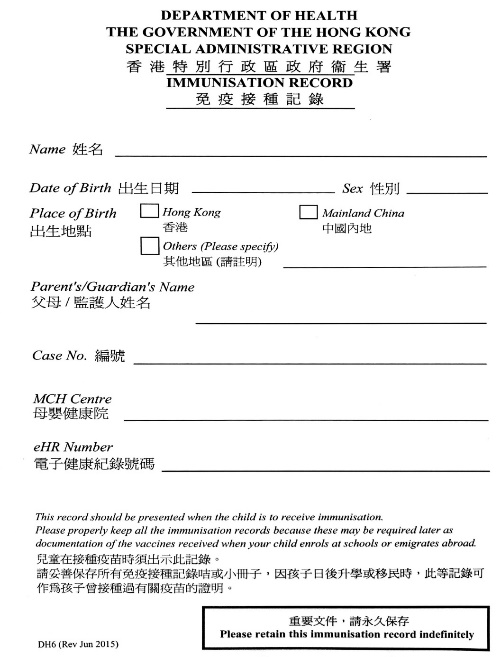 DEPARTMENT OF HEALTH
THE GOVERNMENT OF THE HONG KONG
SPECIAL ADMINISTRATIVE REGION
香港特別行政區政府衞生署
IMMUNISATION RECORD
免疫接種記錄
Name 姓名
Date of Birth 出生日期 Sex 性別
Place of Birth Hong Kong Mainland China
出生地點 香港 中國內地
Others (Please specify)
其他地區 (請註明)
Parent's/Guardian's Name
父母 / 監護人姓名
Case No. 編號
MCH Centre
母嬰健康院
eHR Number
電子健康紀錄號碼
This record should be presented when the child is to receive immunisation.
Please properly keep all the immunisation records because these may be required later as
documentation of the vaccines received when your child enrols at schools or emigrates abroad.
兒童在接種疫苗時須出示此記錄。
請妥善保存所有免疫接種記錄咭或小冊子，因孩子日後升學或移民時，此等記錄可
作為孩子曾接種過有關疫苗的證明。
重要文件，請永久保存
Please retain this immunisation record indefinitely
DH6 (Rev Jun 2015)